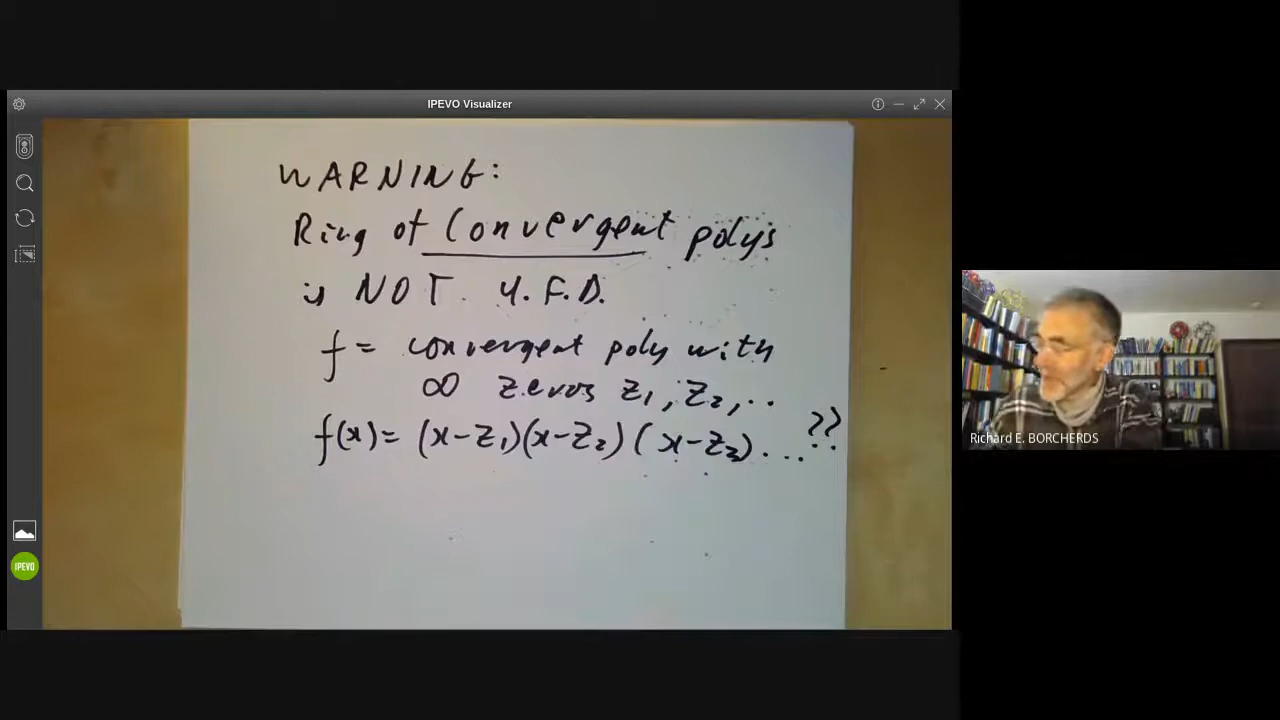 IPEVO Visualizer
WARNING:
Ring of Convergent polys
is NOT U.F.D.
f = convergent poly with
∞ zeros z1, z2, ..
f(x) = (x-z1)(x-z2)(x-z3)....??
Richard E. BORCHERDS
IPEVO